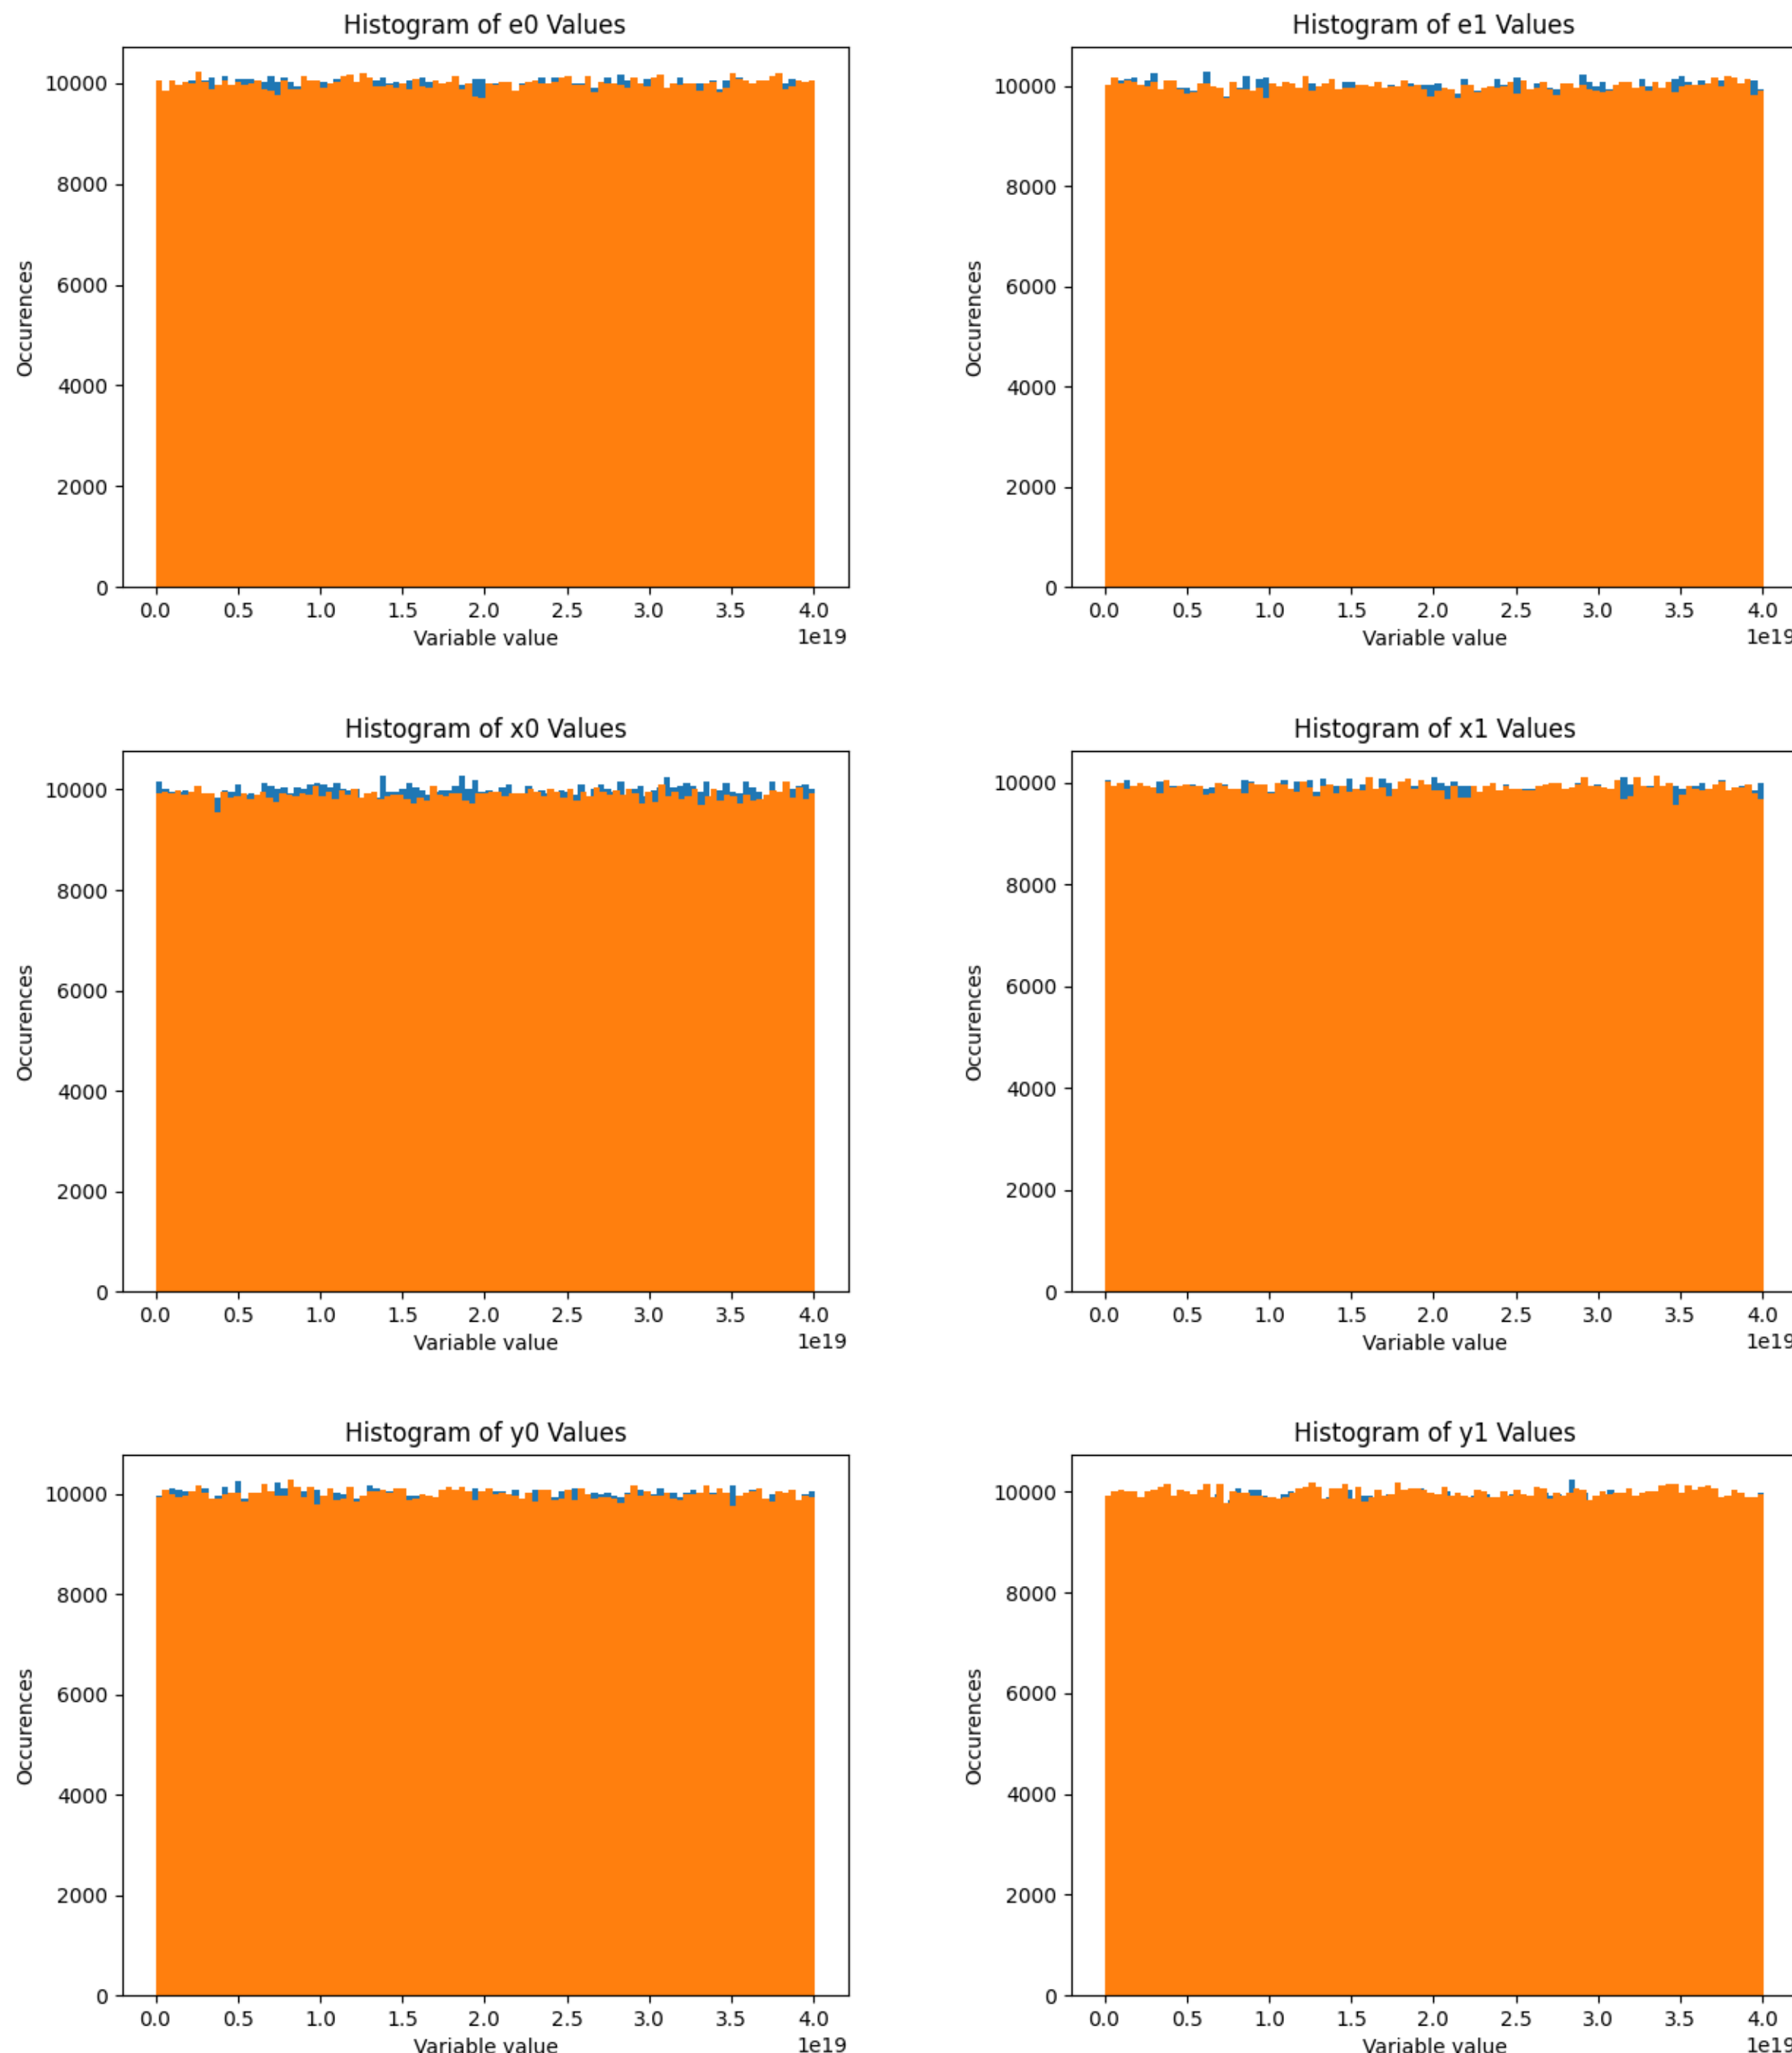 Histogram of e0 Values
Occurences
10000
8000
6000
4000
2000
0
0.0 0.5 1.0 1.5 2.0 2.5 3.0 3.5 4.0
1e19
Variable value
Histogram of e1 Values
Occurences
10000
8000
6000
4000
2000
0
0.0 0.5 1.0 1.5 2.0 2.5 3.0 3.5 4.0
1e19
Variable value
Histogram of x0 Values
Occurences
10000
8000
6000
4000
2000
0
0.0 0.5 1.0 1.5 2.0 2.5 3.0 3.5 4.0
1e19
Variable value
Histogram of x1 Values
Occurences
10000
8000
6000
4000
2000
0
0.0 0.5 1.0 1.5 2.0 2.5 3.0 3.5 4.0
1e19
Variable value
Histogram of y0 Values
Occurences
10000
8000
6000
4000
2000
0
0.0 0.5 1.0 1.5 2.0 2.5 3.0 3.5 4.0
1e19
Variable value
Histogram of y1 Values
Occurences
10000
8000
6000
4000
2000
0
0.0 0.5 1.0 1.5 2.0 2.5 3.0 3.5 4.0
1e19
Variable value